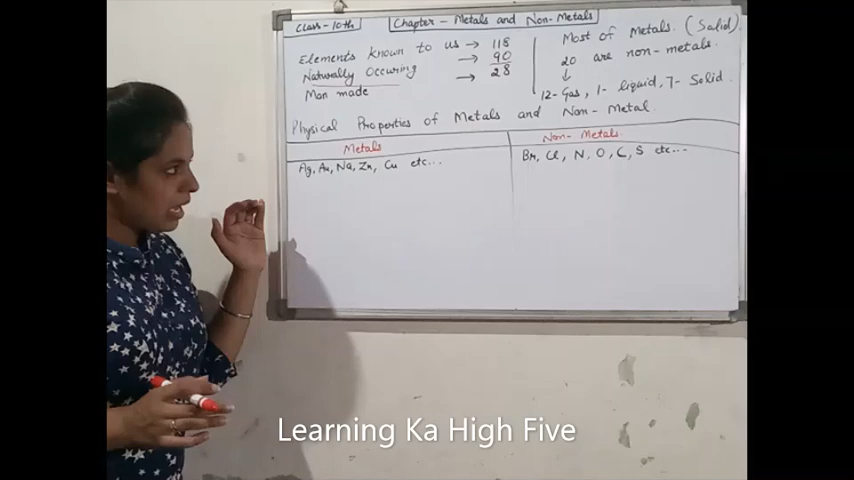 Class-10th
Chapter - Metals and Non-Metals
Elements known to us → 118
Naturally Occuring → 90
Man made → 28
Most of Metals. (Solid).
20 are non-metals.
↓
12-Gas, 1-liquid, 7-Solid.
Physical Properties of Metals and Non-Metal.
Metals
Non-Metals.
Ag, Au, Na, Zn, Cu etc...
Br, Cl, N, O, C, S etc...
Learning Ka High Five